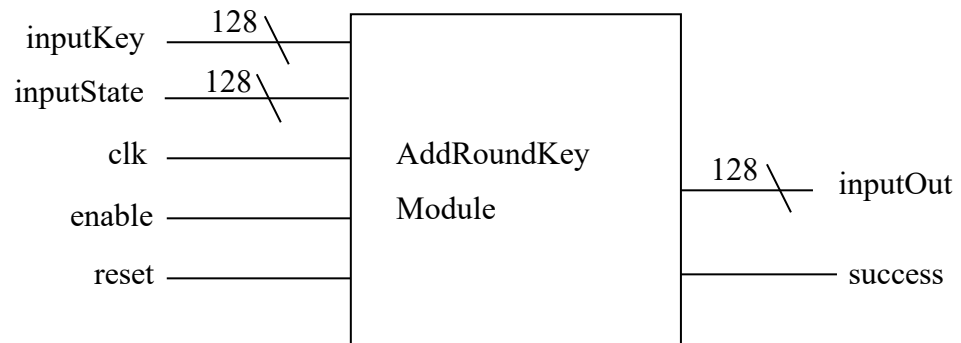 inputKey
128
inputState
128
clk
enable
reset
AddRoundKey
Module
128
inputOut
success